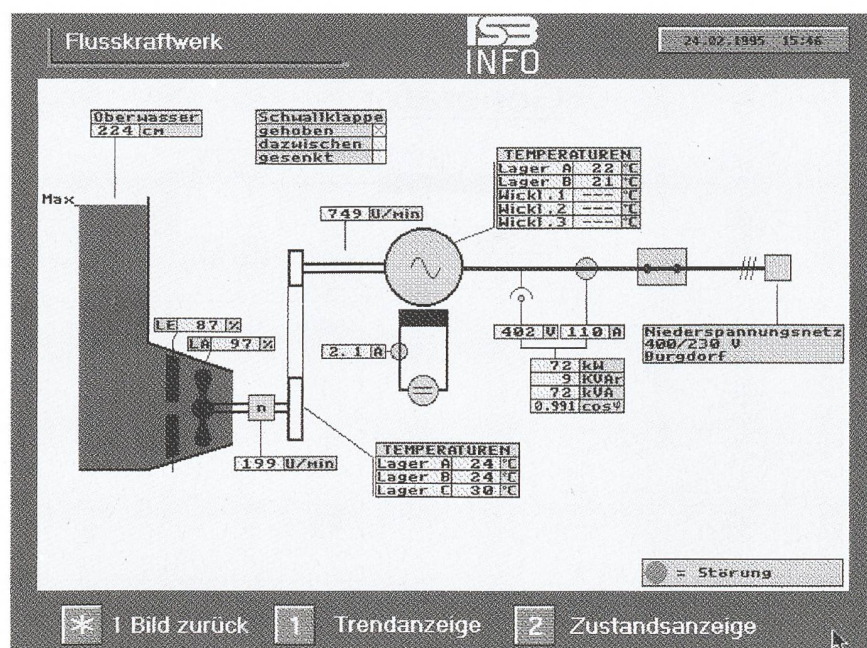 Flusskraftwerk
ISB
INFO
24.02.1995 15:46
Oberwasser
224 cm
Schwallklappe
gehoben
dazwischen
gesenkt
TEMPERATUREN
Lager A 22 °C
Lager B 21 °C
Wickl.1 --- °C
Wickl.2 --- °C
Wickl.3 --- °C
Max
749 U/min
LE 87 %
LA 97 %
2.1 A
402 V 110 A
Niederspannungsnetz
400/230 V
Burgdorf
72 kW
9 KVAr
72 kVA
0.991 cosφ
n
199 U/min
TEMPERATUREN
Lager A 24 °C
Lager B 24 °C
Lager C 30 °C
= Störung
* 1 Bild zurück 1 Trendanzeige 2 Zustandsanzeige